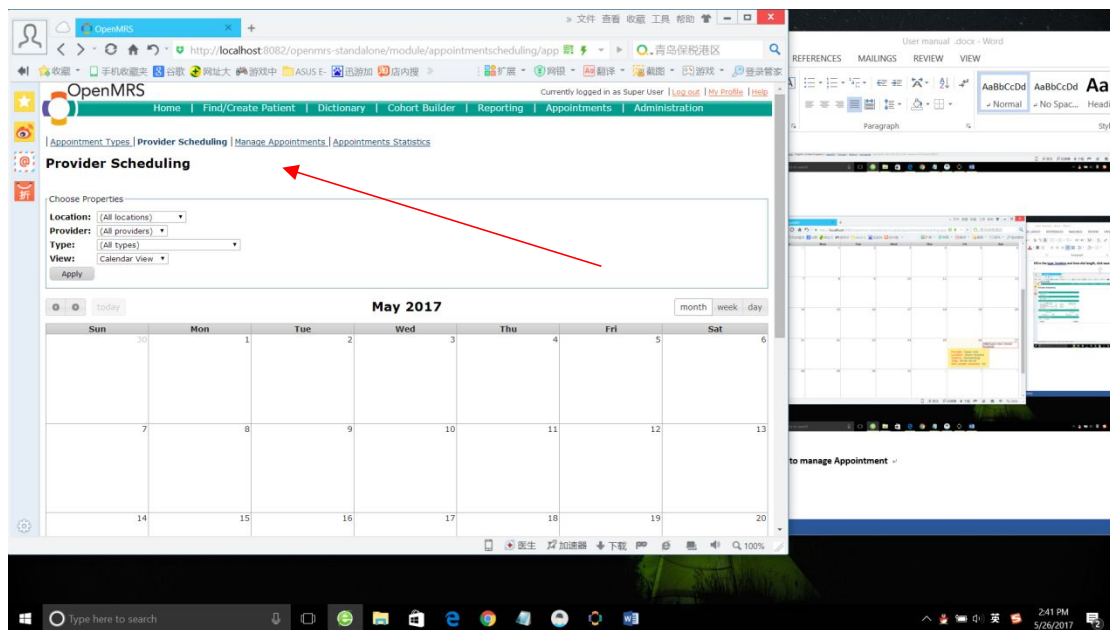 » 文件 查看 收藏 工具 帮助
OpenMRS × +
http://localhost:8082/openmrs-standalone/module/appointmentscheduling/app
青岛保税港区
收藏 手机收藏夹 谷歌 网址大 游戏中 ASUS E- 迅游加 店内搜 » 扩展 网银 翻译 截图 游戏 登录管家
OpenMRS
Currently logged in as Super User | Log out | My Profile | Help
Home | Find/Create Patient | Dictionary | Cohort Builder | Reporting | Appointments | Administration
| Appointment Types | Provider Scheduling | Manage Appointments | Appointments Statistics
Provider Scheduling
Choose Properties
Location: (All locations)
Provider: (All providers)
Type: (All types)
View: Calendar View
Apply
today
May 2017
month week day
Sun Mon Tue Wed Thu Fri Sat
30 1 2 3 4 5 6
7 8 9 10 11 12 13
14 15 16 17 18 19 20
医生 加速器 下载 100%
User manual .docx - Word
REFERENCES MAILINGS REVIEW VIEW
AaBbCcDd AaBbCcDd Aa
Normal No Spac... Headi
Paragraph Styl
to manage Appointment
Type here to search
英
2:41 PM
5/26/2017